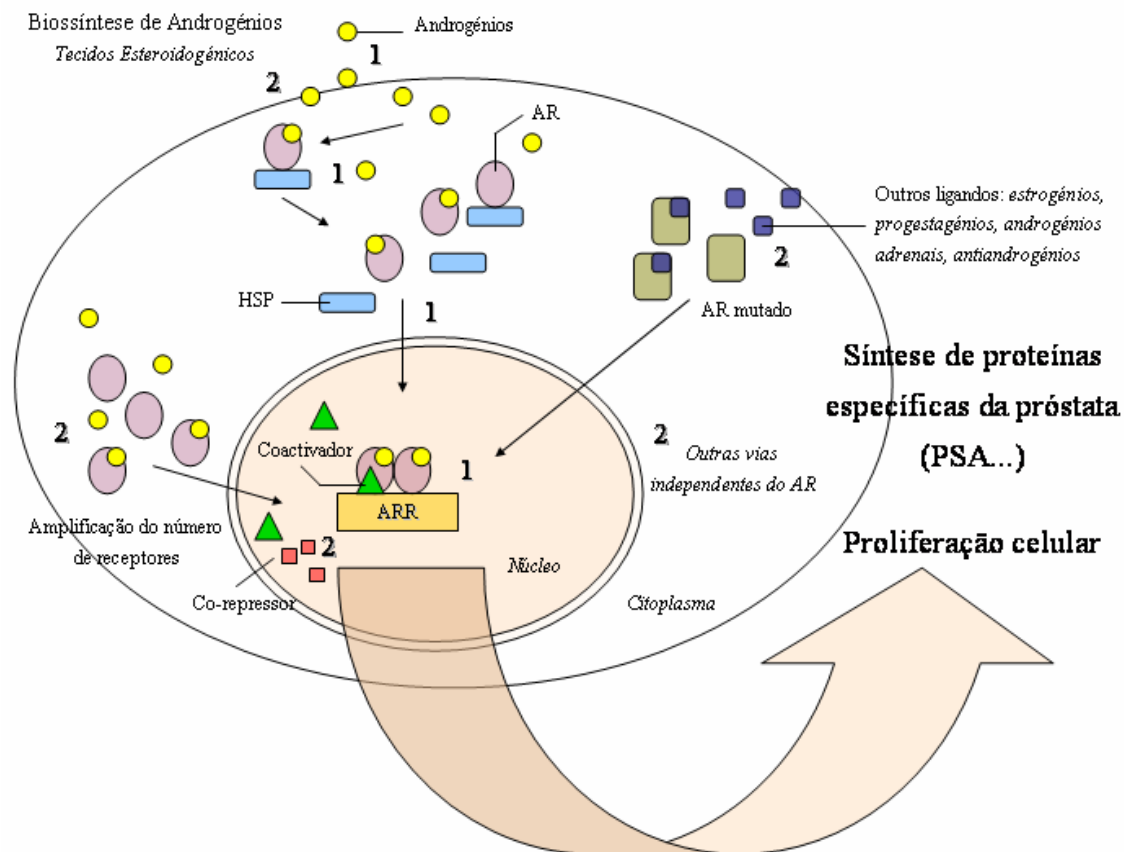 Biossíntese de Androgénios
Tecidos Esteroidogénicos
Androgénios
1
2
AR
1
Outros ligandos: estrogénios,
progestagénios, androgénios
adrenais, antiandrogénios
2
HSP
1
AR mutado
Síntese de proteínas
específicas da próstata
(PSA...)
2
2
Outras vias
independentes do AR
Coactivador
1
ARR
Amplificação do número
de receptores
Proliferação celular
2
Núcleo
Co-repressor
Citoplasma